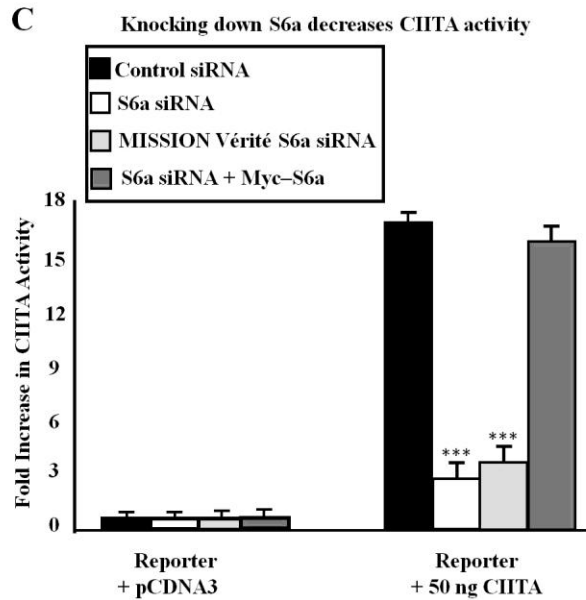 C
Knocking down S6a decreases CIITA activity
Control siRNA
S6a siRNA
MISSION Vérité S6a siRNA
S6a siRNA + Myc–S6a
Fold Increase in CIITA Activity
18
15
12
9
6
3
0
*** ***
Reporter
+ pCDNA3
Reporter
+ 50 ng CIITA